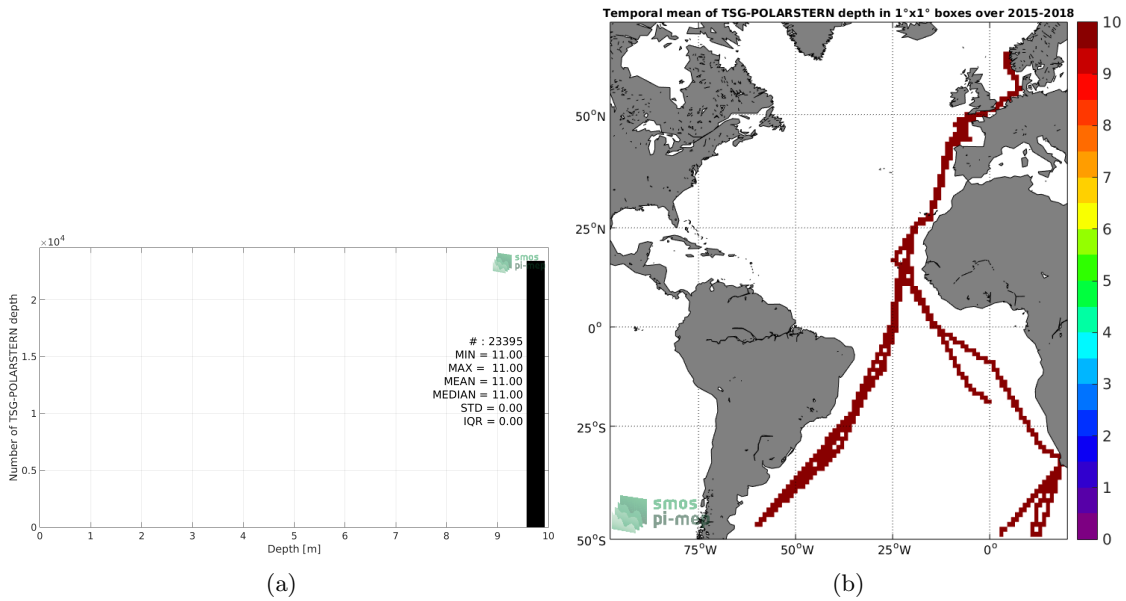 ×10⁴
2
1.5
1
0.5
0
Number of TSG-POLARSTERN depth
smos
pi-mep
# : 23395
MIN = 11.00
MAX = 11.00
MEAN = 11.00
MEDIAN = 11.00
STD = 0.00
IQR = 0.00
0 1 2 3 4 5 6 7 8 9 10
Depth [m]
(a)
Temporal mean of TSG-POLARSTERN depth in 1°x1° boxes over 2015-2018
50°N
25°N
0°
25°S
50°S
75°W 50°W 25°W 0°
smos
pi-mep
10
9
8
7
6
5
4
3
2
1
0
(b)